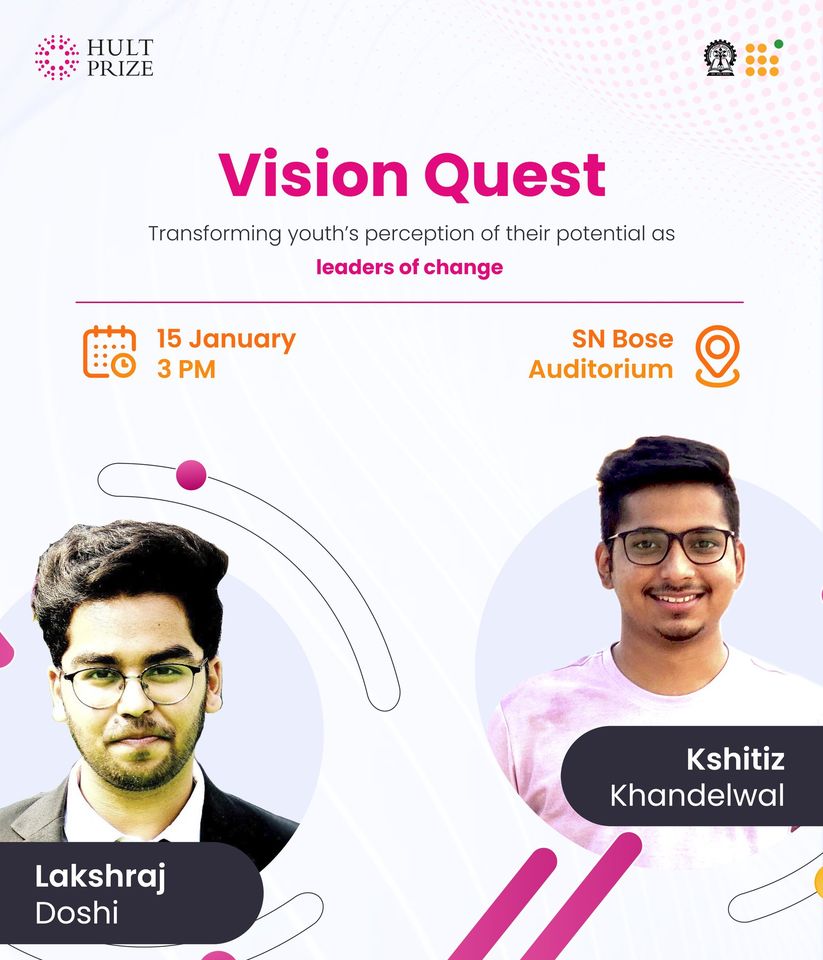 HULT
PRIZE
Vision Quest
Transforming youth's perception of their potential as
leaders of change
15 January
3 PM
SN Bose
Auditorium
Kshitiz
Khandelwal
Lakshraj
Doshi